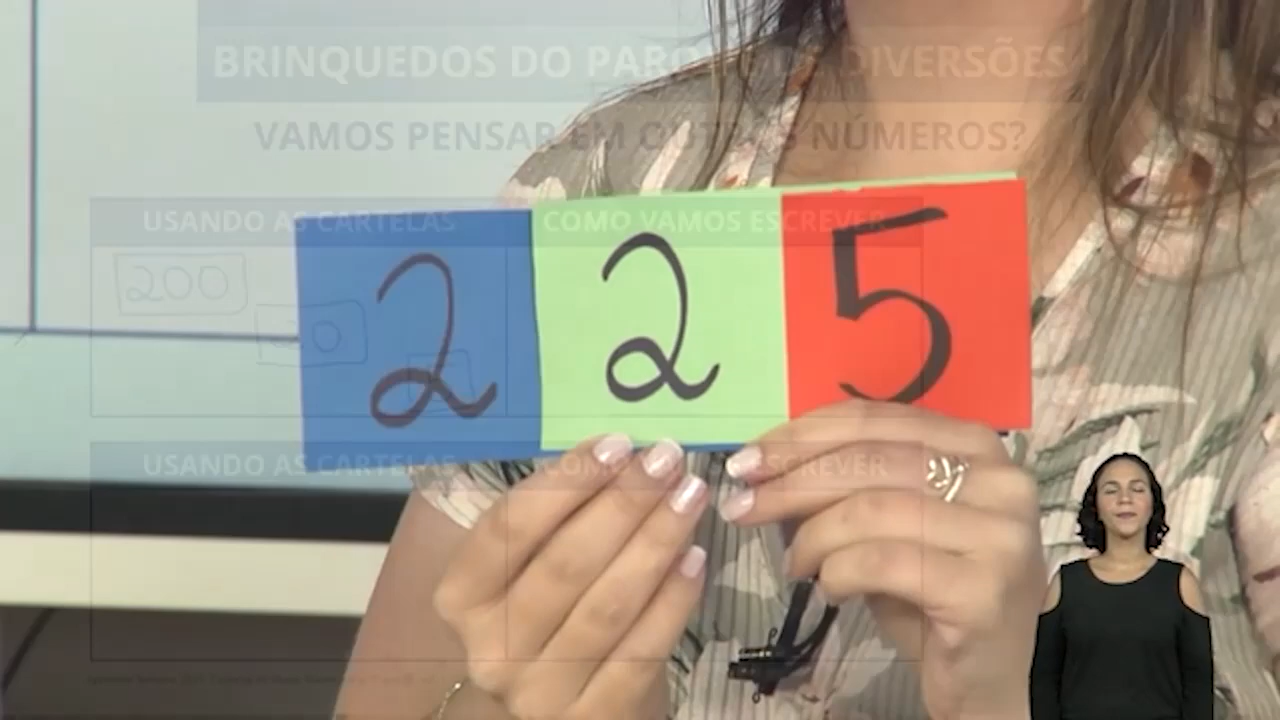 BRINQUEDOS DO PARQUE DE DIVERSÕES
VAMOS PENSAR EM OUTROS NÚMEROS?
USANDO AS CARTELAS COMO VAMOS ESCREVER
200
2 2 5
USANDO AS CARTELAS COMO ESCREVER